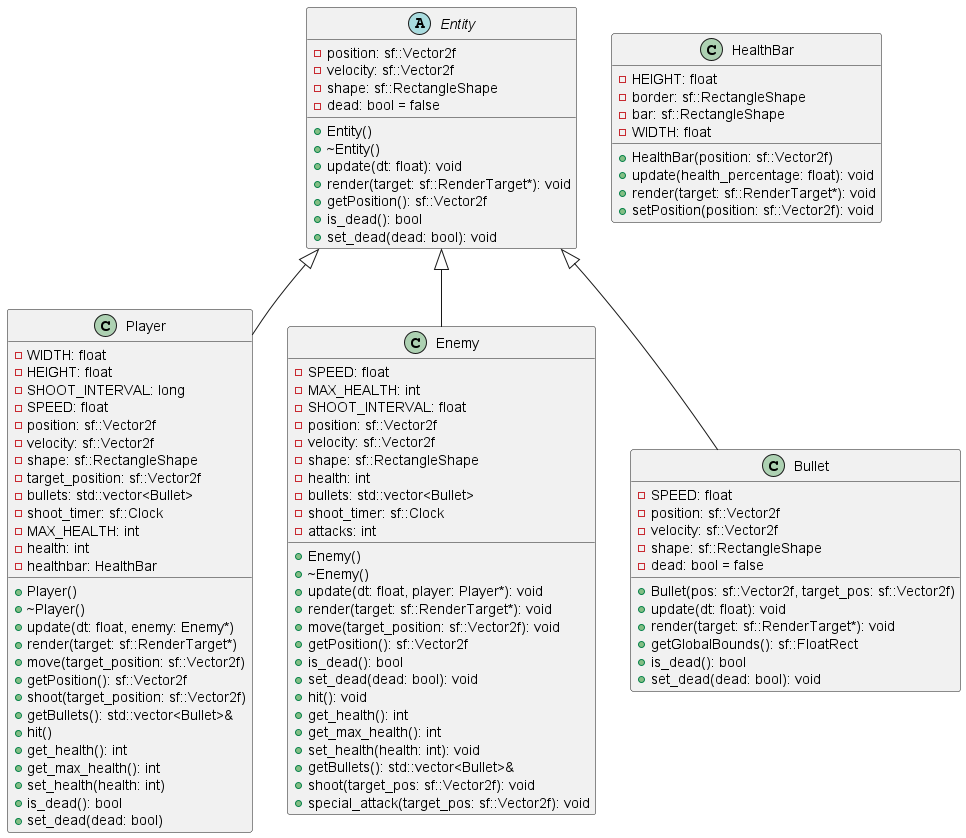 A Entity
position: sf::Vector2f
velocity: sf::Vector2f
shape: sf::RectangleShape
dead: bool = false
Entity()
~Entity()
update(dt: float): void
render(target: sf::RenderTarget*): void
getPosition(): sf::Vector2f
is_dead(): bool
set_dead(dead: bool): void
C HealthBar
HEIGHT: float
border: sf::RectangleShape
bar: sf::RectangleShape
WIDTH: float
HealthBar(position: sf::Vector2f)
update(health_percentage: float): void
render(target: sf::RenderTarget*): void
setPosition(position: sf::Vector2f): void
C Player
WIDTH: float
HEIGHT: float
SHOOT_INTERVAL: long
SPEED: float
position: sf::Vector2f
velocity: sf::Vector2f
shape: sf::RectangleShape
target_position: sf::Vector2f
bullets: std::vector<Bullet>
shoot_timer: sf::Clock
MAX_HEALTH: int
health: int
healthbar: HealthBar
Player()
~Player()
update(dt: float, enemy: Enemy*)
render(target: sf::RenderTarget*)
move(target_position: sf::Vector2f)
getPosition(): sf::Vector2f
shoot(target_position: sf::Vector2f)
getBullets(): std::vector<Bullet>&
hit()
get_health(): int
get_max_health(): int
set_health(health: int)
is_dead(): bool
set_dead(dead: bool)
C Enemy
SPEED: float
MAX_HEALTH: int
SHOOT_INTERVAL: float
position: sf::Vector2f
velocity: sf::Vector2f
shape: sf::RectangleShape
health: int
bullets: std::vector<Bullet>
shoot_timer: sf::Clock
attacks: int
Enemy()
~Enemy()
update(dt: float, player: Player*): void
render(target: sf::RenderTarget*): void
move(target_position: sf::Vector2f): void
getPosition(): sf::Vector2f
is_dead(): bool
set_dead(dead: bool): void
hit(): void
get_health(): int
get_max_health(): int
set_health(health: int): void
getBullets(): std::vector<Bullet>&
shoot(target_pos: sf::Vector2f): void
special_attack(target_pos: sf::Vector2f): void
C Bullet
SPEED: float
position: sf::Vector2f
velocity: sf::Vector2f
shape: sf::RectangleShape
dead: bool = false
Bullet(pos: sf::Vector2f, target_pos: sf::Vector2f)
update(dt: float): void
render(target: sf::RenderTarget*): void
getGlobalBounds(): sf::FloatRect
is_dead(): bool
set_dead(dead: bool): void